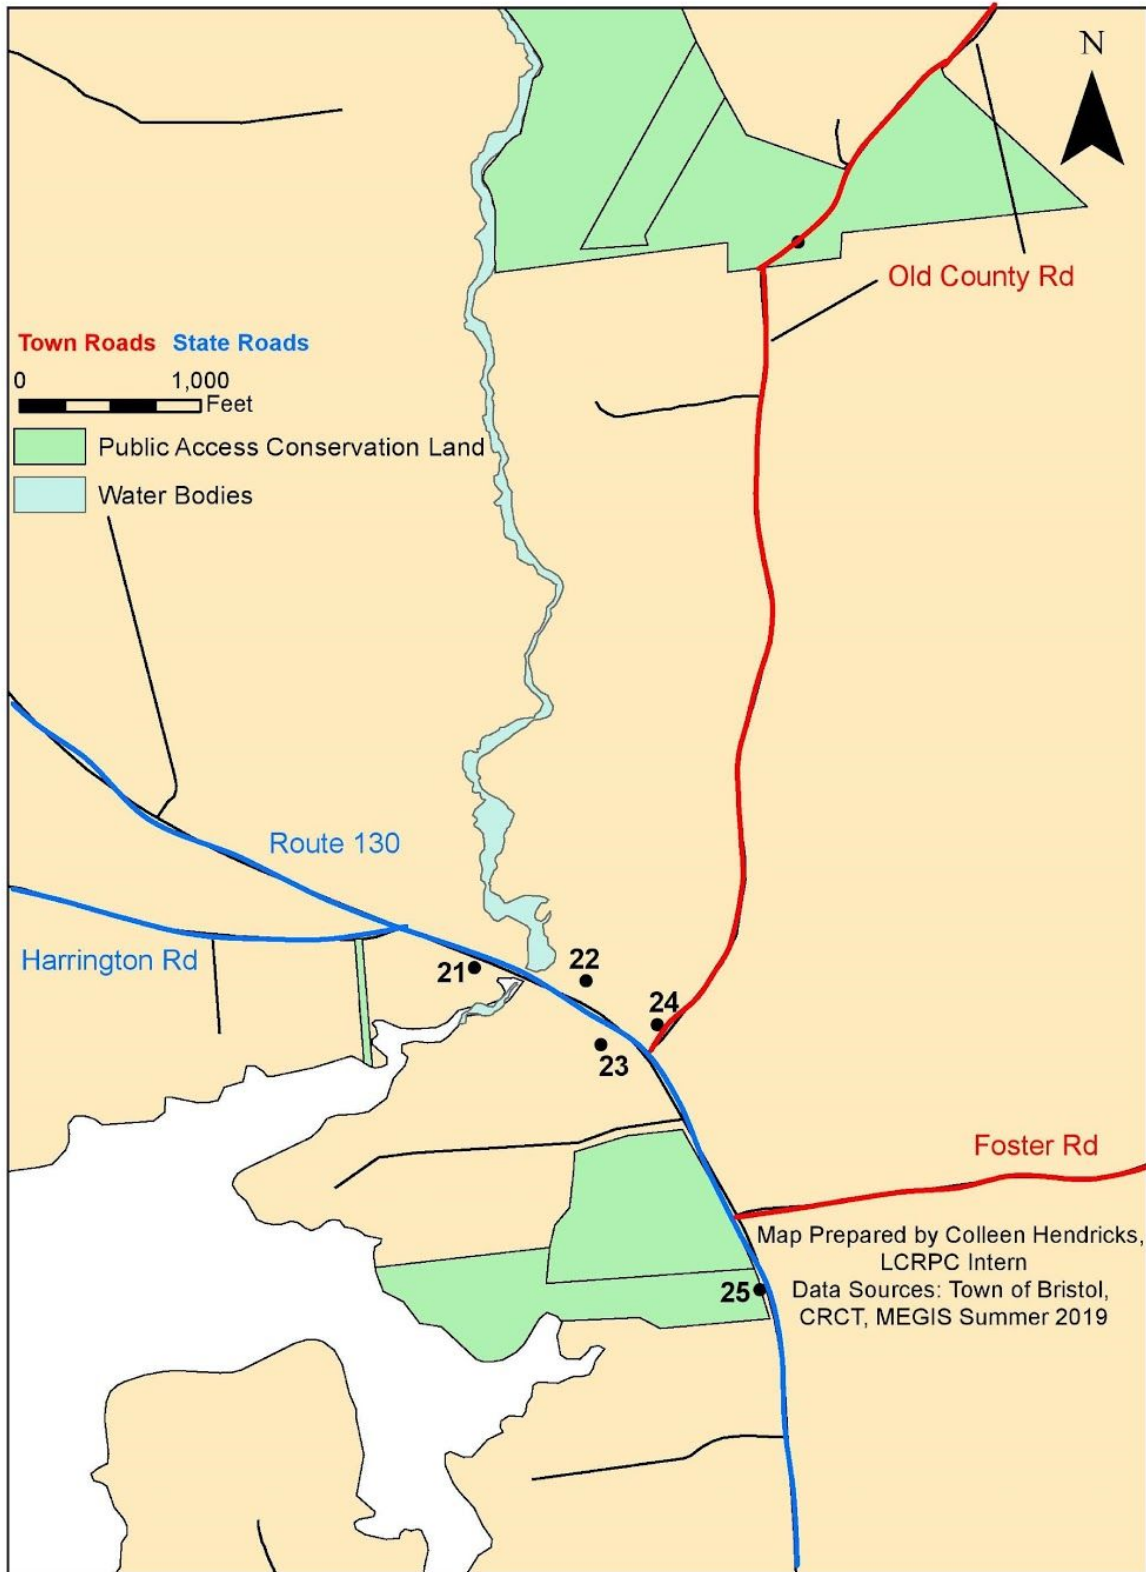 N
Old County Rd
Town Roads State Roads
0 1,000
Feet
Public Access Conservation Land
Water Bodies
Route 130
Harrington Rd
21
22
24
23
Foster Rd
Map Prepared by Colleen Hendricks,
LCRPC Intern
Data Sources: Town of Bristol,
CRCT, MEGIS Summer 2019
25